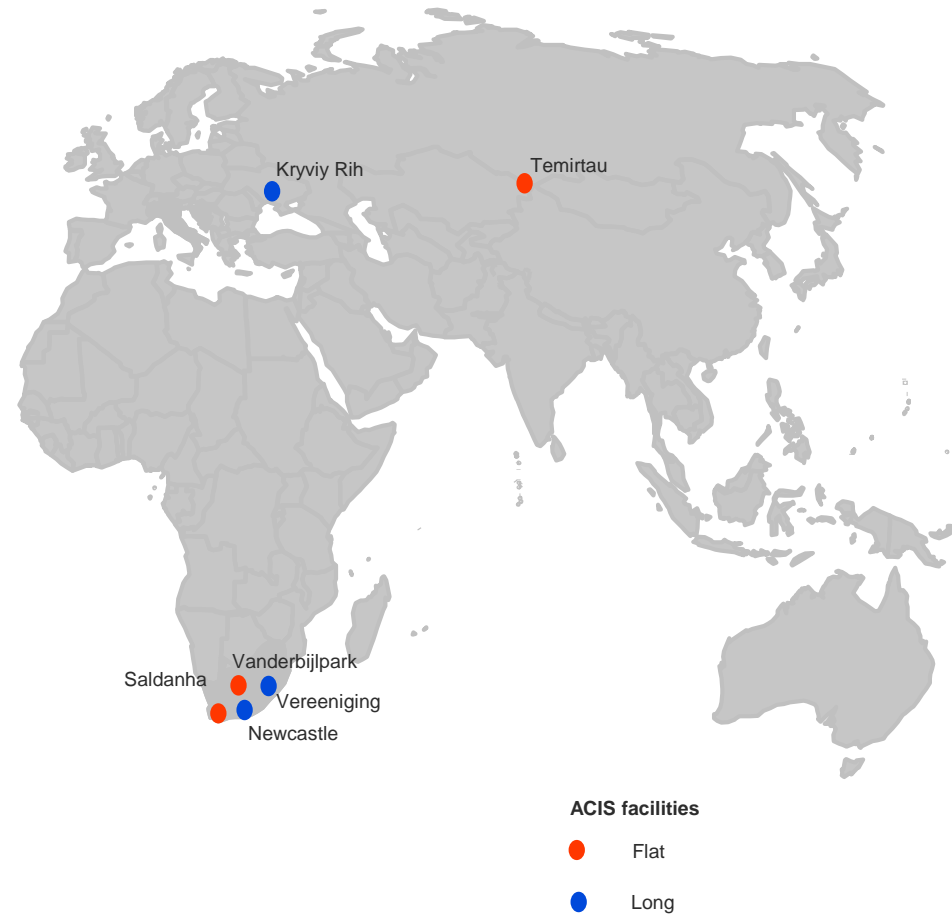 Temirtau
Kryviy Rih
Vanderbijlpark
Saldanha
Vereeniging
Newcastle
ACIS facilities
Flat
Long